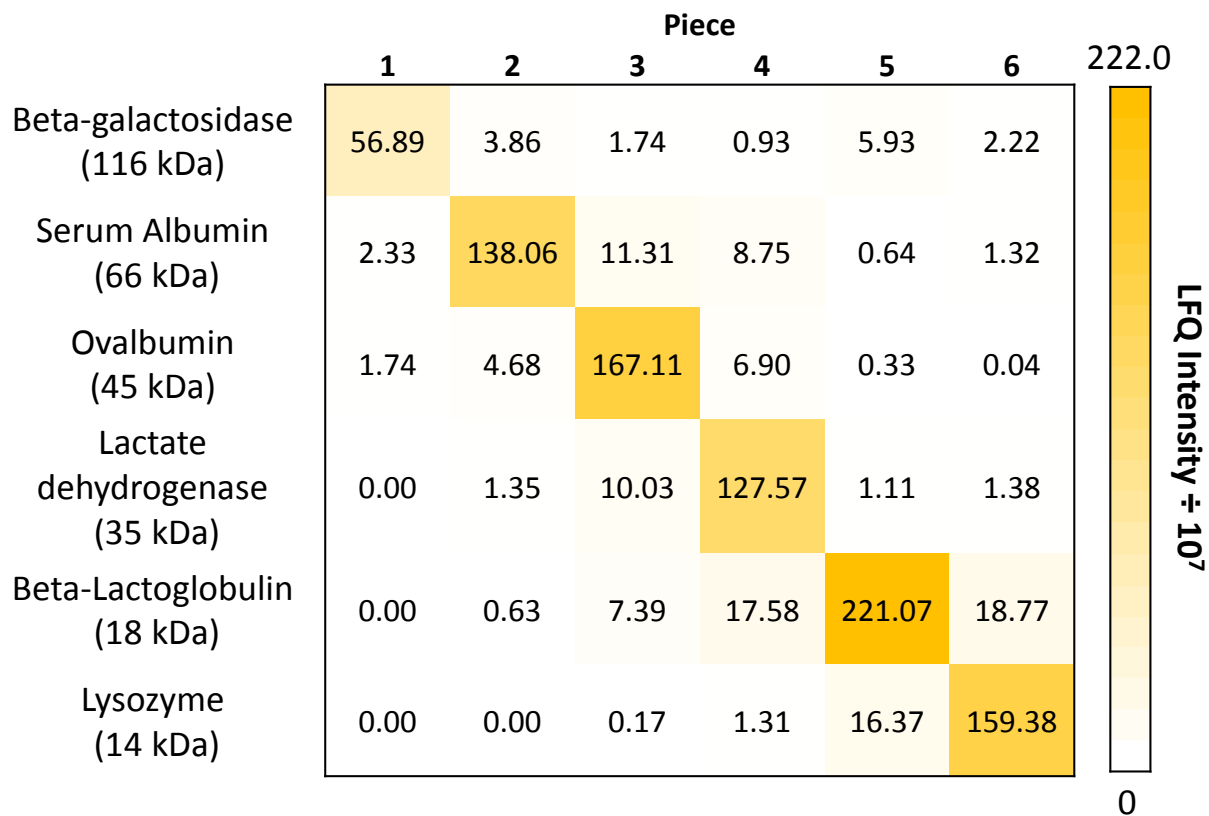 Piece
1 2 3 4 5 6
222.0
Beta-galactosidase
(116 kDa)
56.89 3.86 1.74 0.93 5.93 2.22
Serum Albumin
(66 kDa)
2.33 138.06 11.31 8.75 0.64 1.32
Ovalbumin
(45 kDa)
1.74 4.68 167.11 6.90 0.33 0.04
Lactate
dehydrogenase
(35 kDa)
0.00 1.35 10.03 127.57 1.11 1.38
Beta-Lactoglobulin
(18 kDa)
0.00 0.63 7.39 17.58 221.07 18.77
Lysozyme
(14 kDa)
0.00 0.00 0.17 1.31 16.37 159.38
LFQ Intensity ÷ 10⁷
0